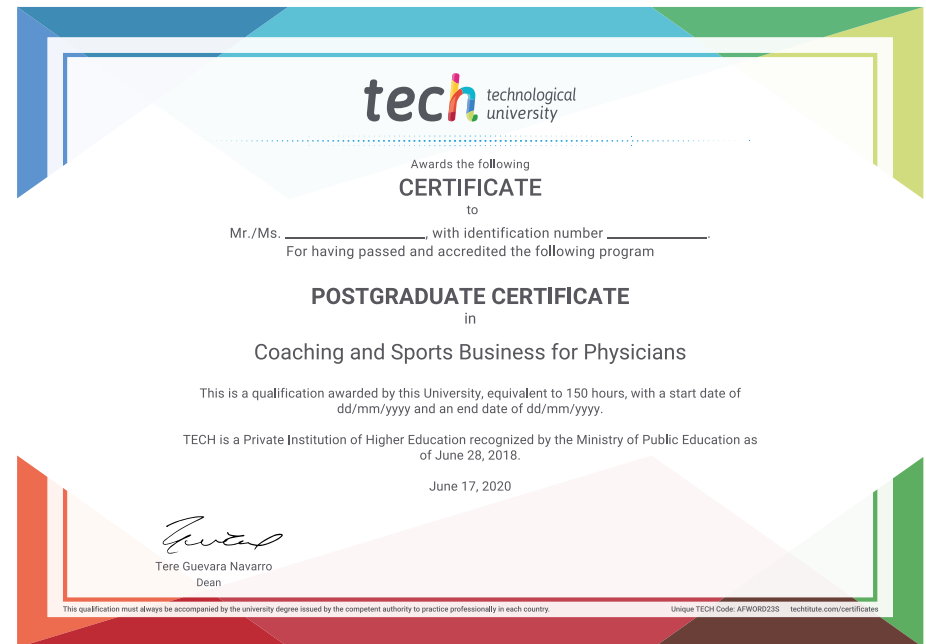 tech technological
university
Awards the following
CERTIFICATE
to
Mr./Ms. ____________, with identification number ____________.
For having passed and accredited the following program
POSTGRADUATE CERTIFICATE
in
Coaching and Sports Business for Physicians
This is a qualification awarded by this University, equivalent to 150 hours, with a start date of
dd/mm/yyyy and an end date of dd/mm/yyyy.
TECH is a Private Institution of Higher Education recognized by the Ministry of Public Education as
of June 28, 2018.
June 17, 2020
Tere Guevara Navarro
Dean
This qualification must always be accompanied by the university degree issued by the competent authority to practice professionally in each country.
Unique TECH Code: AFWORD23S techtitute.com/certificates